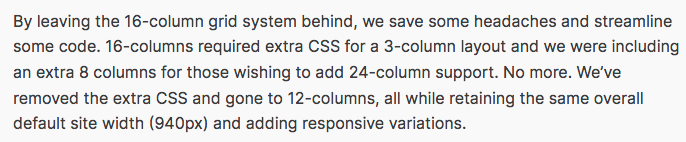 By leaving the 16-column grid system behind, we save some headaches and streamline
some code. 16-columns required extra CSS for a 3-column layout and we were including
an extra 8 columns for those wishing to add 24-column support. No more. We’ve
removed the extra CSS and gone to 12-columns, all while retaining the same overall
default site width (940px) and adding responsive variations.